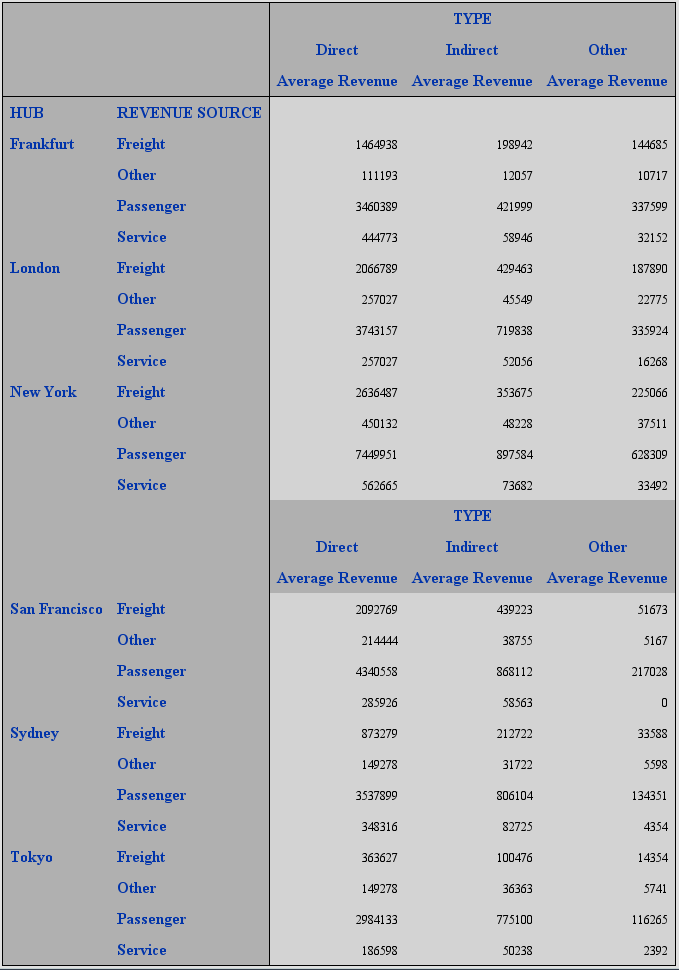 TYPE
Direct Indirect Other
Average Revenue Average Revenue Average Revenue
HUB REVENUE SOURCE
Frankfurt Freight 1464938 198942 144685
Other 111193 12057 10717
Passenger 3460389 421999 337599
Service 444773 58946 32152
London Freight 2066789 429463 187890
Other 257027 45549 22775
Passenger 3743157 719838 335924
Service 257027 52056 16268
New York Freight 2636487 353675 225066
Other 450132 48228 37511
Passenger 7449951 897584 628309
Service 562665 73682 33492
TYPE
Direct Indirect Other
Average Revenue Average Revenue Average Revenue
San Francisco Freight 2092769 439223 51673
Other 214444 38755 5167
Passenger 4340558 868112 217028
Service 285926 58563 0
Sydney Freight 873279 212722 33588
Other 149278 31722 5598
Passenger 3537899 806104 134351
Service 348316 82725 4354
Tokyo Freight 363627 100476 14354
Other 149278 36363 5741
Passenger 2984133 775100 116265
Service 186598 50238 2392